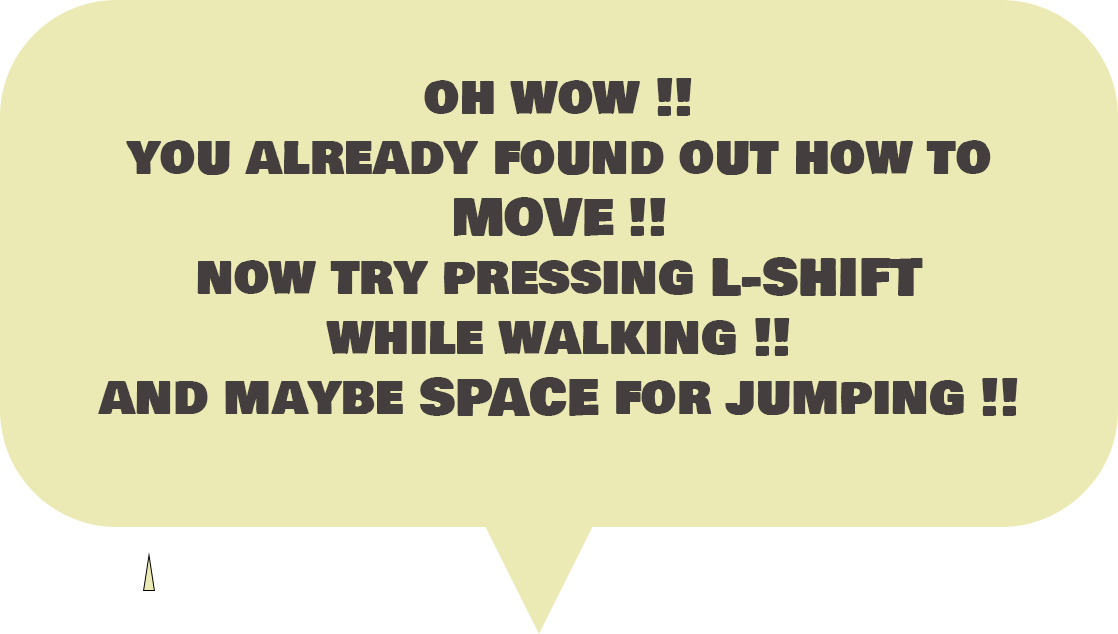 OH WOW !!
YOU ALREADY FOUND OUT HOW TO
MOVE !!
NOW TRY PRESSING L-SHIFT
WHILE WALKING !!
AND MAYBE SPACE FOR JUMPING !!